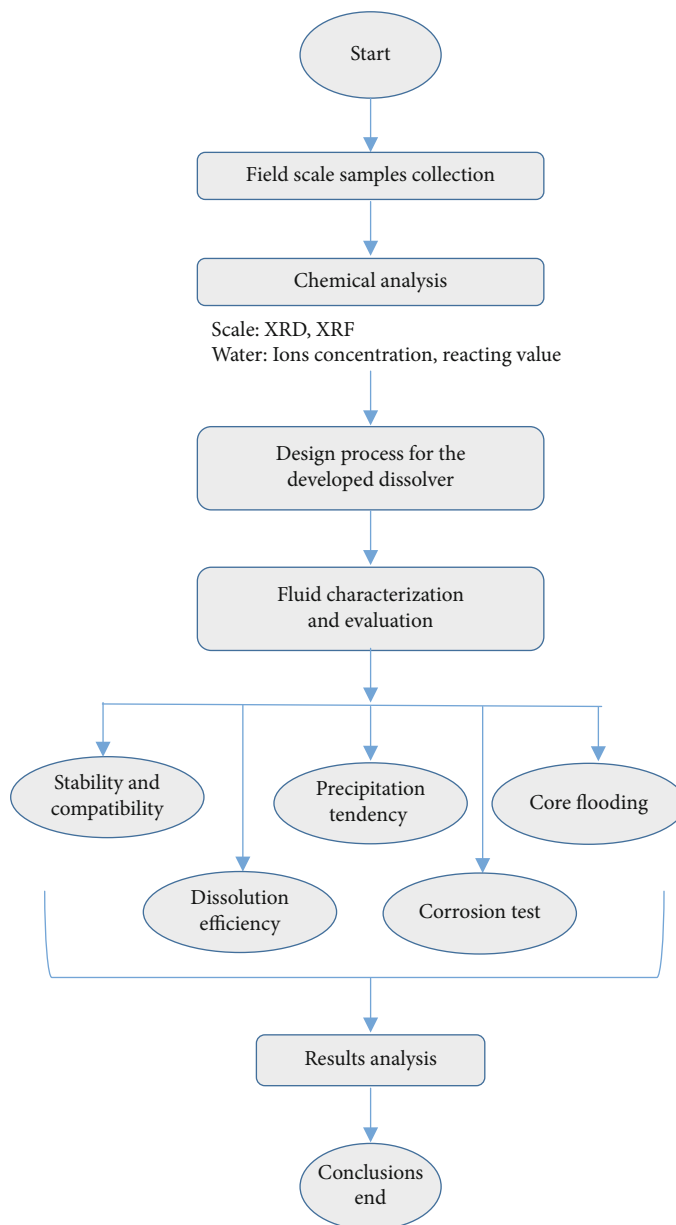 Start
Field scale samples collection
Chemical analysis
Scale: XRD, XRF
Water: Ions concentration, reacting value
Design process for the
developed dissolver
Fluid characterization
and evaluation
Stability and
compatibility
Precipitation
tendency
Core flooding
Dissolution
efficiency
Corrosion test
Results analysis
Conclusions
end